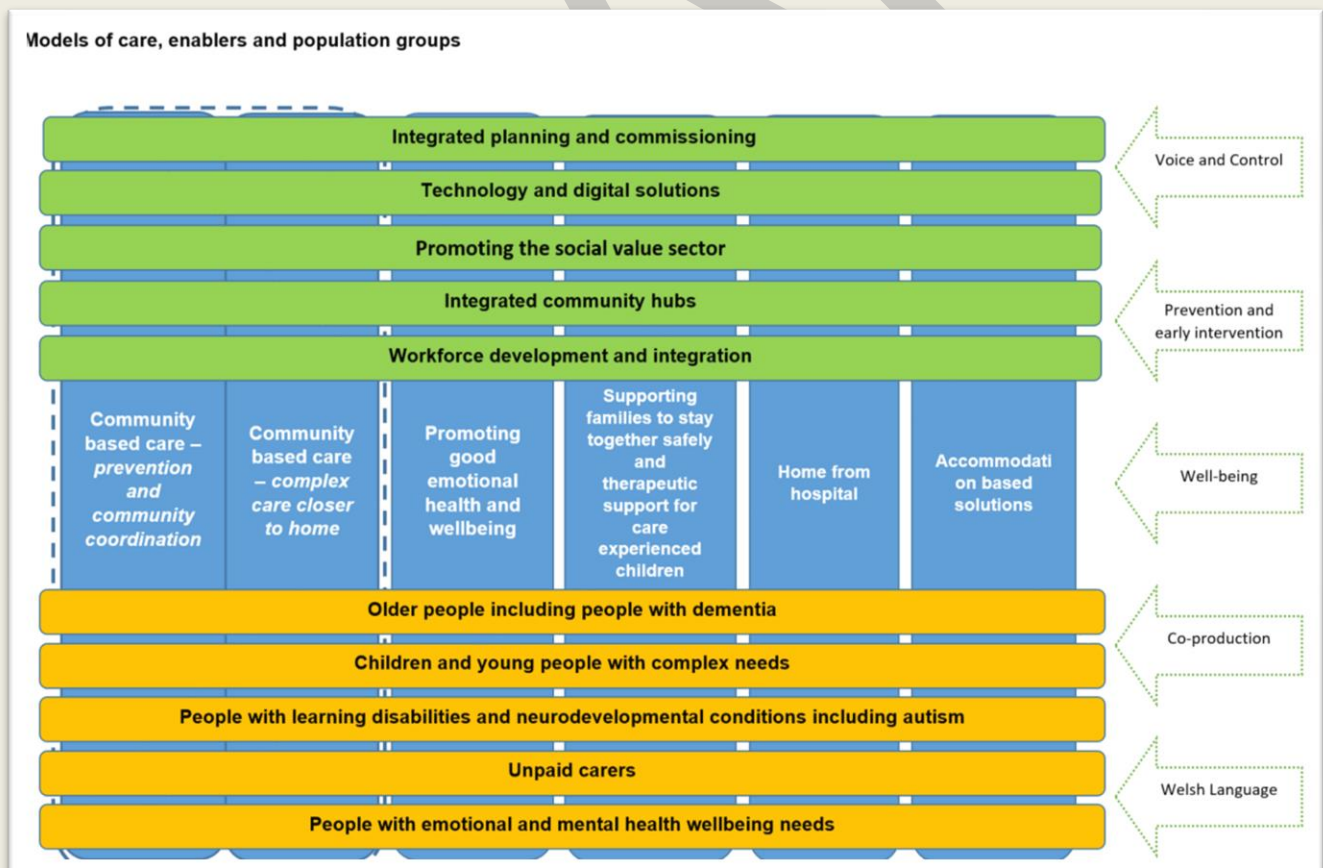 Models of care, enablers and population groups
Integrated planning and commissioning
Technology and digital solutions
Promoting the social value sector
Integrated community hubs
Workforce development and integration
Community
based care –
prevention
and
community
coordination
Community
based care
– complex
care closer
to home
Promoting
good
emotional
health and
wellbeing
Supporting
families to stay
together safely
and
therapeutic
support for
care
experienced
children
Home from
hospital
Accommodati
on based
solutions
Older people including people with dementia
Children and young people with complex needs
People with learning disabilities and neurodevelopmental conditions including autism
Unpaid carers
People with emotional and mental health wellbeing needs
Voice and Control
Prevention and
early intervention
Well-being
Co-production
Welsh Language